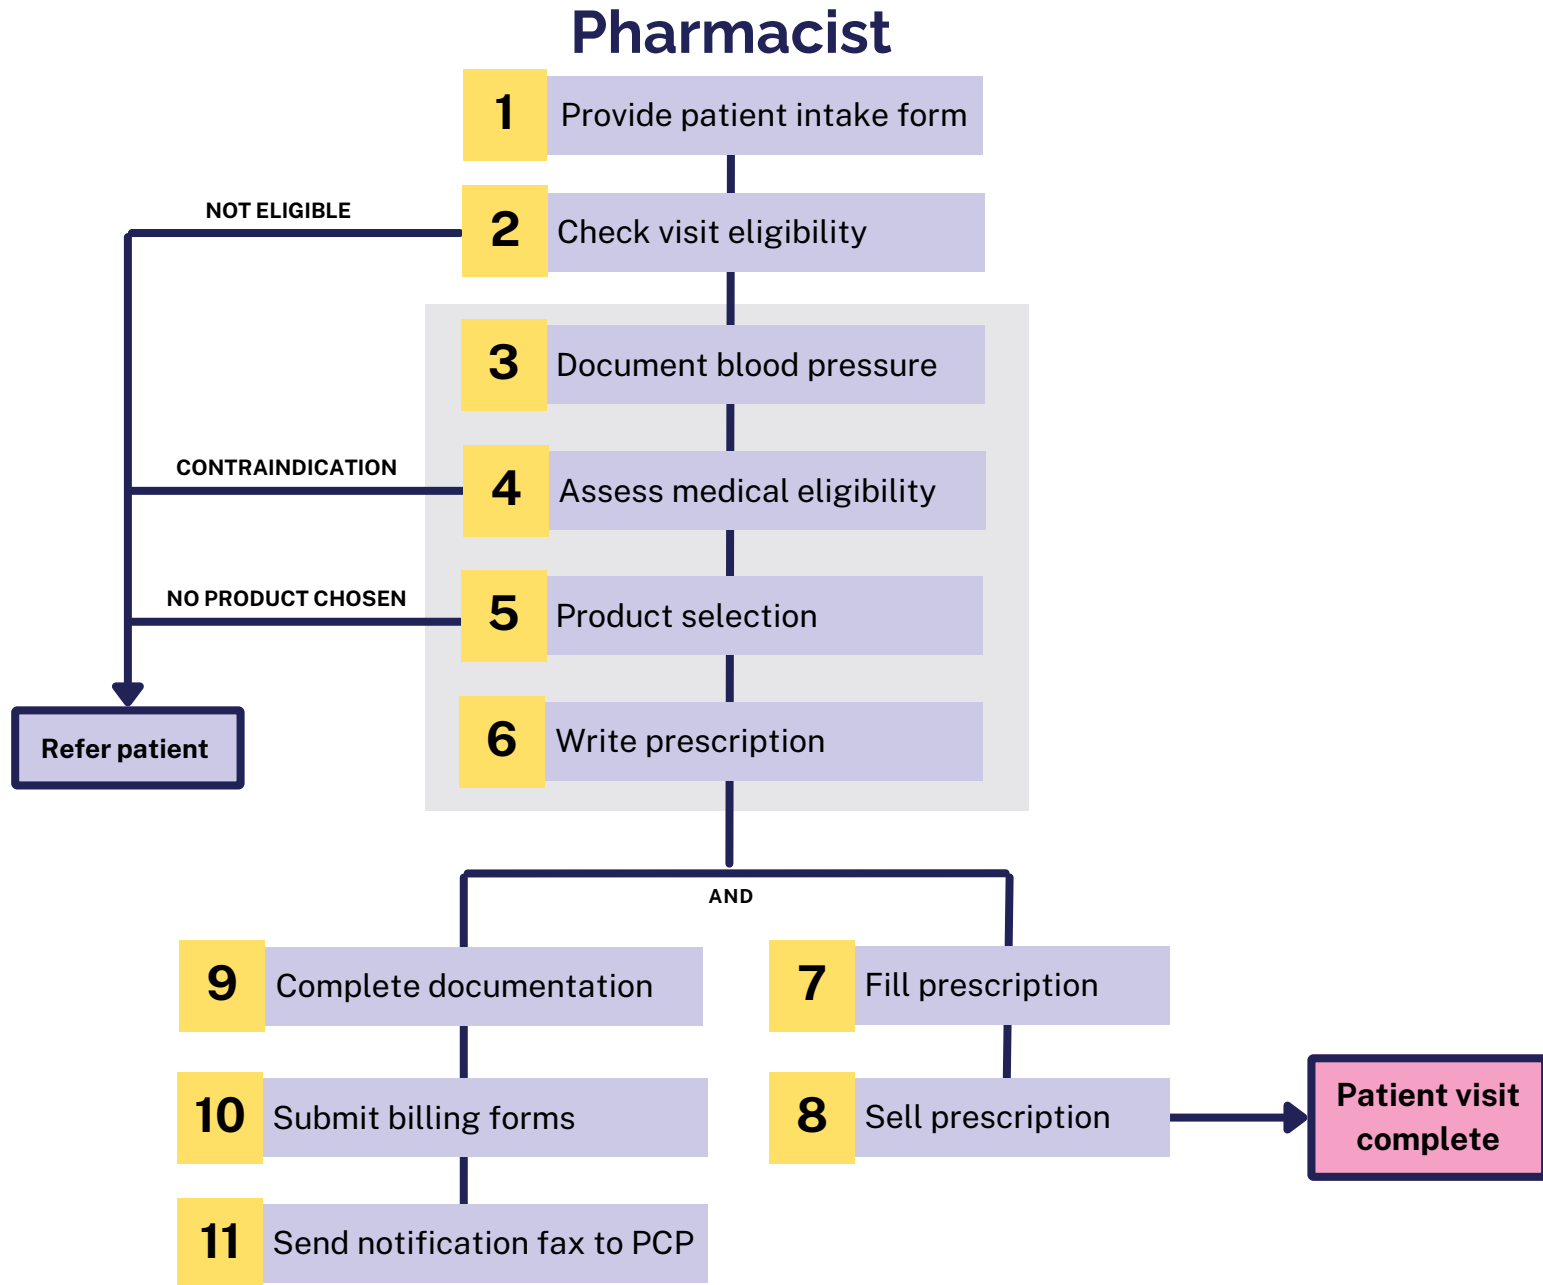 Pharmacist
1 Provide patient intake form
NOT ELIGIBLE
2 Check visit eligibility
3 Document blood pressure
CONTRAINDICATION
4 Assess medical eligibility
NO PRODUCT CHOSEN
5 Product selection
6 Write prescription
Refer patient
AND
9 Complete documentation
7 Fill prescription
10 Submit billing forms
8 Sell prescription
Patient visit
complete
11 Send notification fax to PCP